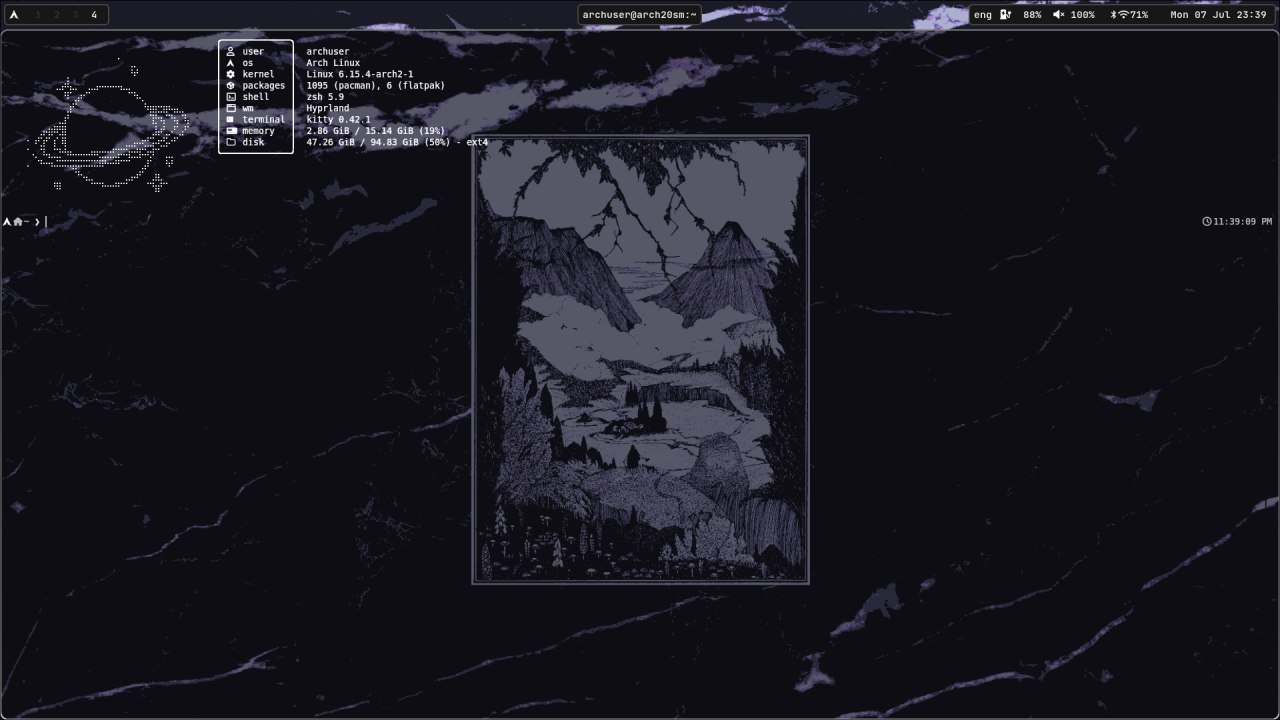 1 2 3 4
archuser@arch20sm:~
eng 88% 100% 71% Mon 07 Jul 23:39
user archuser
os Arch Linux
kernel Linux 6.15.4-arch2-1
packages 1095 (pacman), 6 (flatpak)
shell zsh 5.9
wm Hyprland
terminal kitty 0.42.1
memory 2.86 GiB / 15.14 GiB (19%)
disk 47.26 GiB / 94.83 GiB (50%) - ext4
~ ❯ 11:39:09 PM